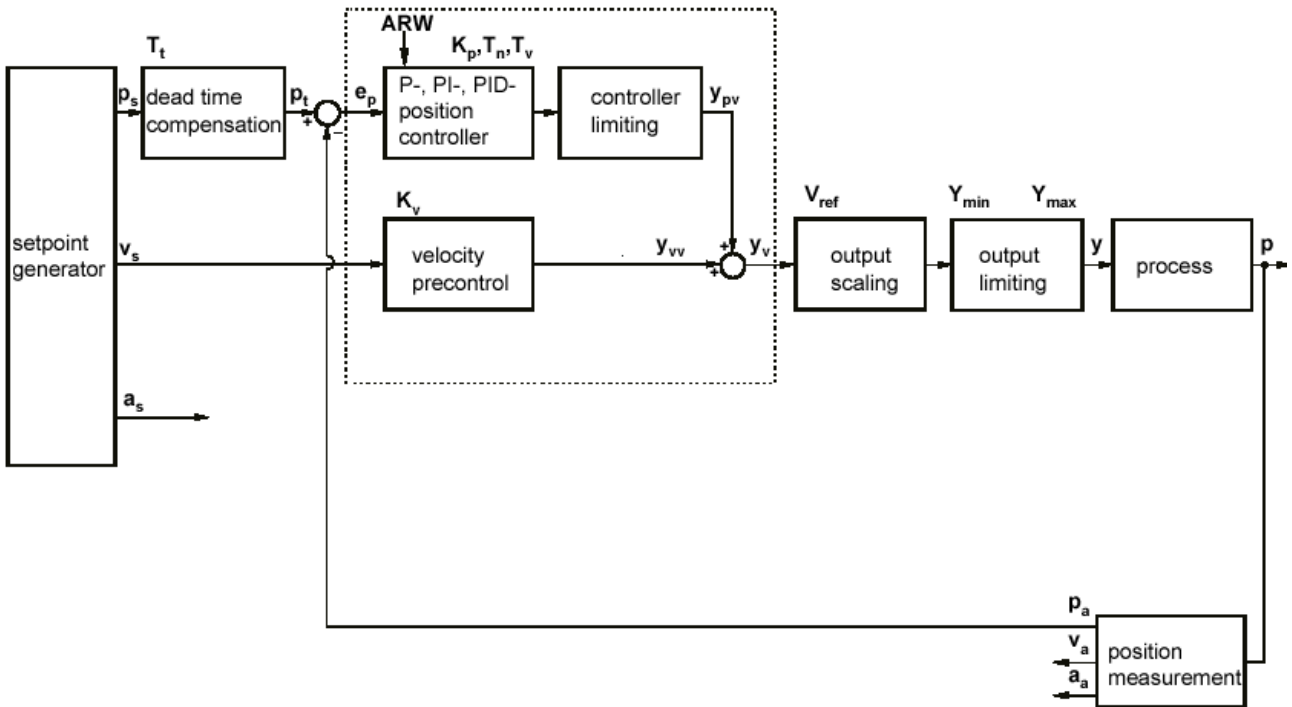 ARW
T_t
K_p,T_n,T_v
p_s
dead time
compensation
p_t
+
−
e_p
P-, PI-, PID-
position
controller
controller
limiting
y_pv
K_v
V_ref
Y_min
Y_max
setpoint
generator
v_s
velocity
precontrol
y_vv
+
+
y_v
output
scaling
output
limiting
y
process
p
a_s
p_a
v_a
a_a
position
measurement